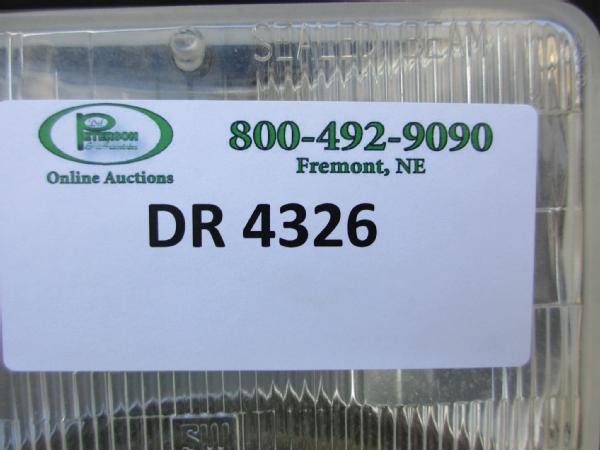 SEALED BEAM
PETERSON
800-492-9090
Online Auctions
Fremont, NE
DR 4326